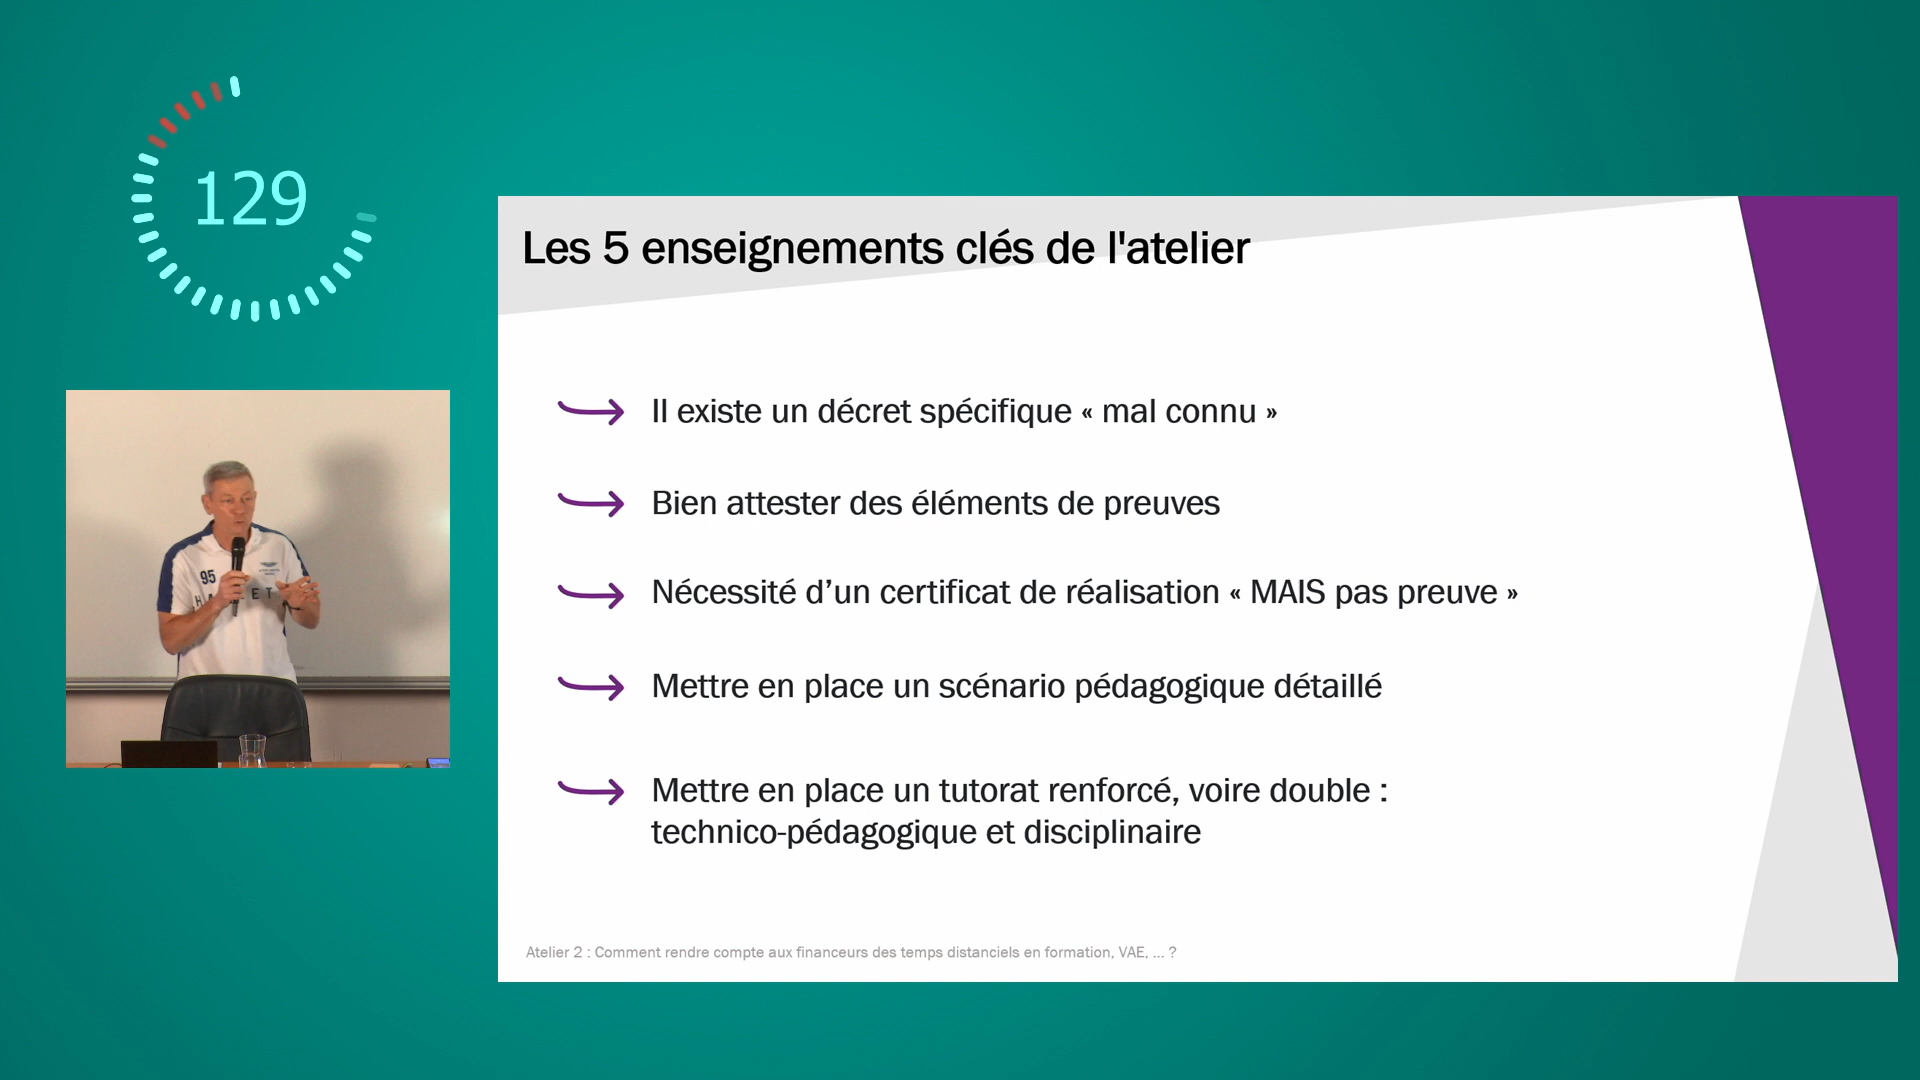 129
Les 5 enseignements clés de l'atelier
Il existe un décret spécifique « mal connu »
Bien attester des éléments de preuves
Nécessité d’un certificat de réalisation « MAIS pas preuve »
Mettre en place un scénario pédagogique détaillé
Mettre en place un tutorat renforcé, voire double :
technico-pédagogique et disciplinaire
Atelier 2 : Comment rendre compte aux financeurs des temps distanciels en formation, VAE, ... ?
95